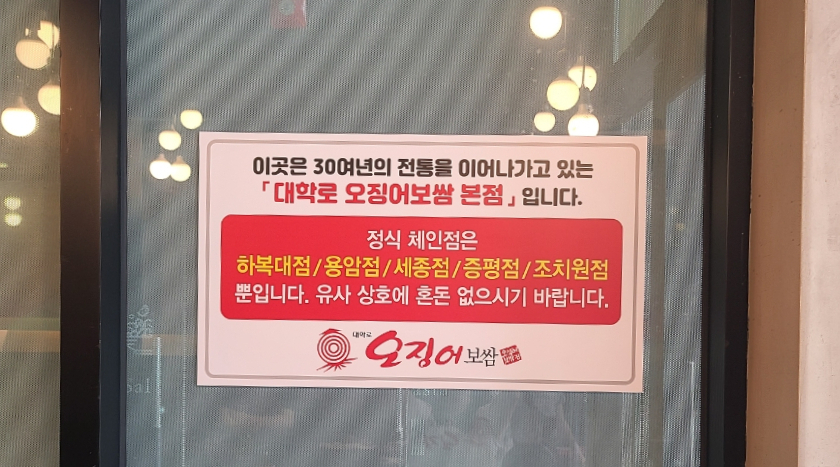 이곳은 30여년의 전통을 이어나가고 있는
「대학로 오징어보쌈 본점」입니다.
정식 체인점은
하복대점/용암점/세종점/증평점/조치원점
뿐입니다. 유사 상호에 혼돈 없으시기 바랍니다.
대학로 오징어보쌈